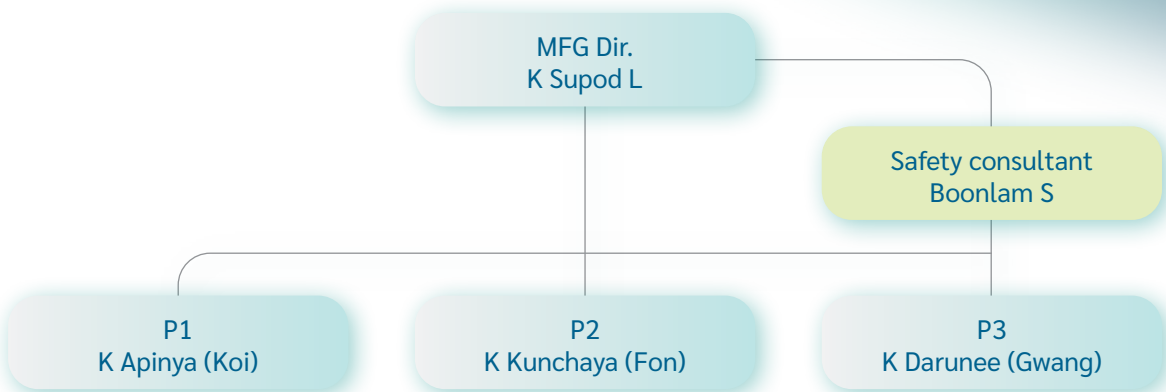 MFG Dir.
K Supod L
Safety consultant
Boonlam S
P1
K Apinya (Koi)
P2
K Kunchaya (Fon)
P3
K Darunee (Gwang)